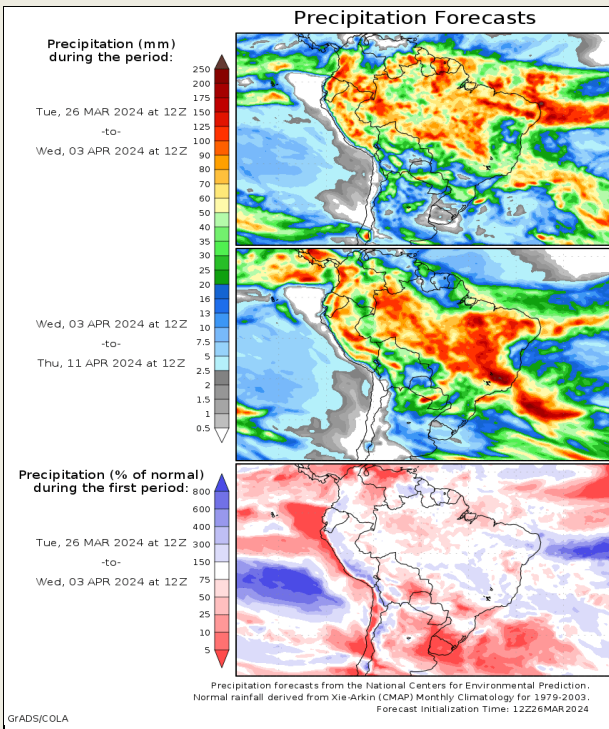 Precipitation Forecasts
Precipitation (mm)
during the period:
Tue, 26 MAR 2024 at 12Z
-to-
Wed, 03 APR 2024 at 12Z
250
200
175
150
125
100
90
80
70
60
50
40
35
30
25
20
16
13
10
7.5
5
2.5
2
1.5
1
0.5
Wed, 03 APR 2024 at 12Z
-to-
Thu, 11 APR 2024 at 12Z
Precipitation (% of normal)
during the first period:
Tue, 26 MAR 2024 at 12Z
-to-
Wed, 03 APR 2024 at 12Z
800
600
400
300
150
75
50
25
10
5
Precipitation forecasts from the National Centers for Environmental Prediction.
Normal rainfall derived from Xie-Arkin (CMAP) Monthly Climatology for 1979-2003.
Forecast Initialization Time: 12Z26MAR2024
GrADS/COLA